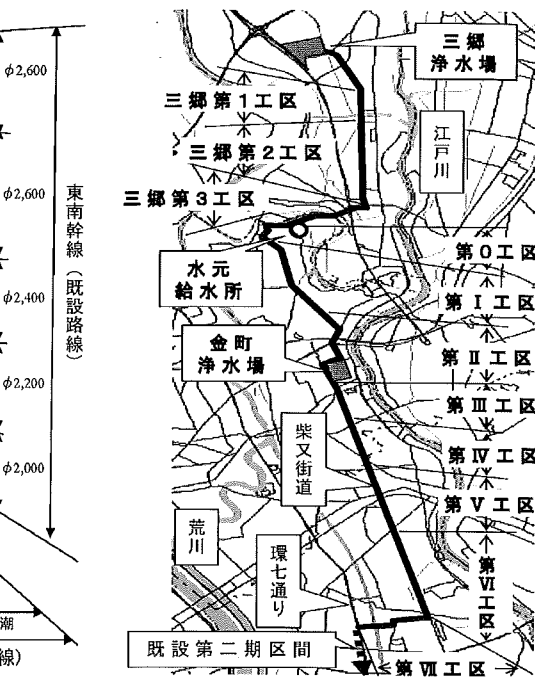 φ2,600
φ2,600
φ2,400
φ2,200
φ2,000
東南幹線（既設路線）
潮
線）
三郷
浄水場
三郷第1工区
三郷第2工区
三郷第3工区
江戸川
水元
給水所
金町
浄水場
第0工区
第Ⅰ工区
第Ⅱ工区
第Ⅲ工区
第Ⅳ工区
第Ⅴ工区
第Ⅵ工区
第Ⅶ工区
柴又街道
荒川
環七通り
既設第二期区間